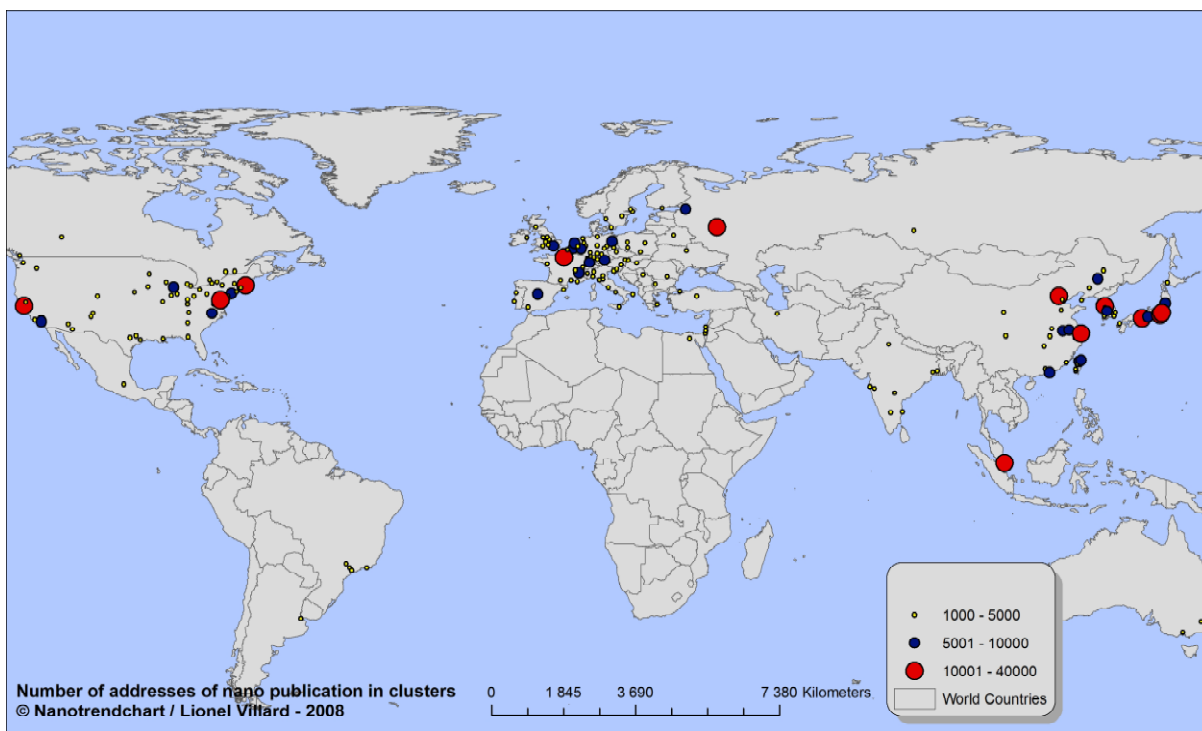 1000 - 5000
5001 - 10000
10001 - 40000
World Countries
Number of addresses of nano publication in clusters
© Nanotrendchart / Lionel Villard - 2008
0 1 845 3 690 7 380 Kilometers